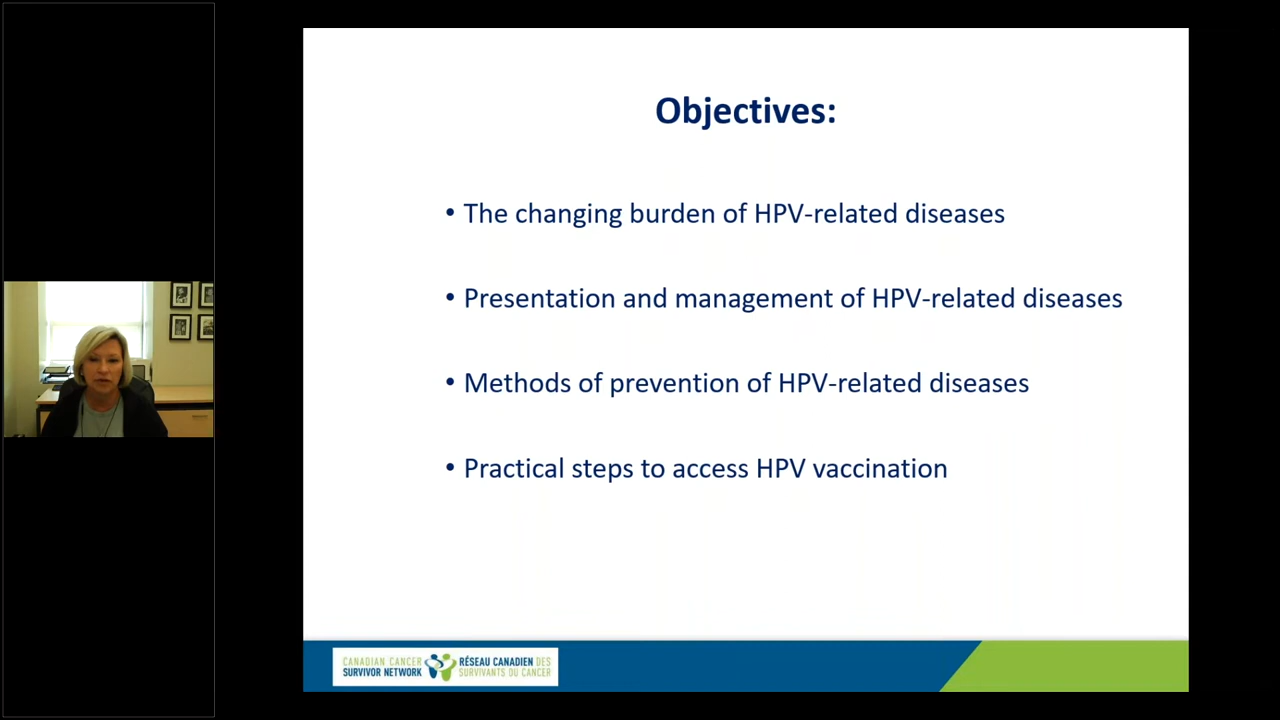 Objectives:
• The changing burden of HPV-related diseases
• Presentation and management of HPV-related diseases
• Methods of prevention of HPV-related diseases
• Practical steps to access HPV vaccination
CANADIAN CANCER
SURVIVOR NETWORK
RÉSEAU CANADIEN DES
SURVIVANTS DU CANCER